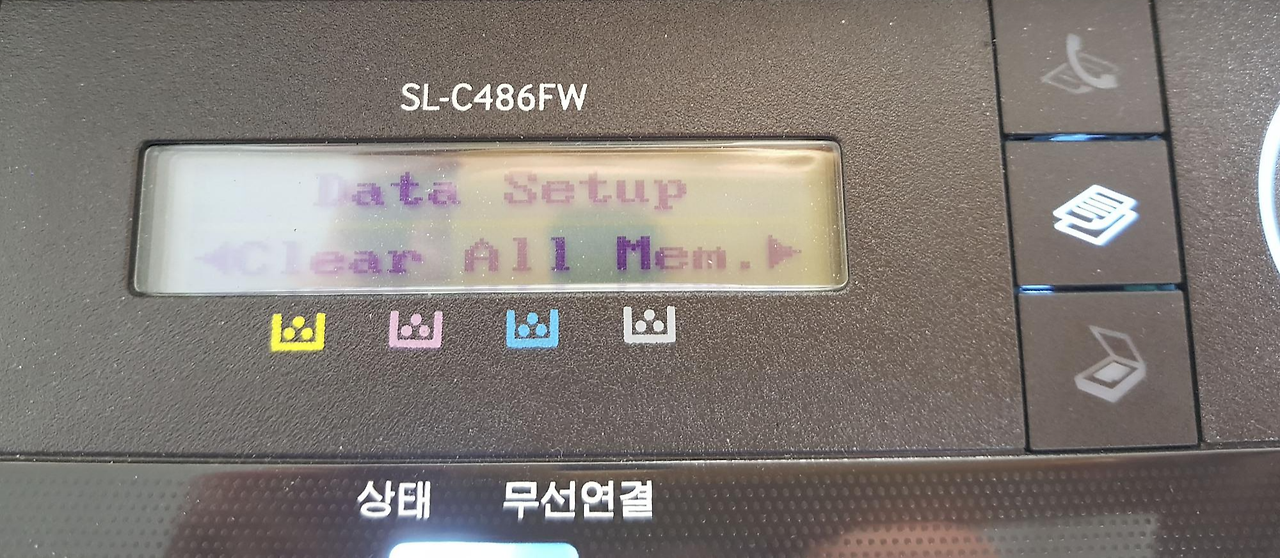 SL-C486FW
Data Setup
◀Clear All Mem.▶
상태 무선연결